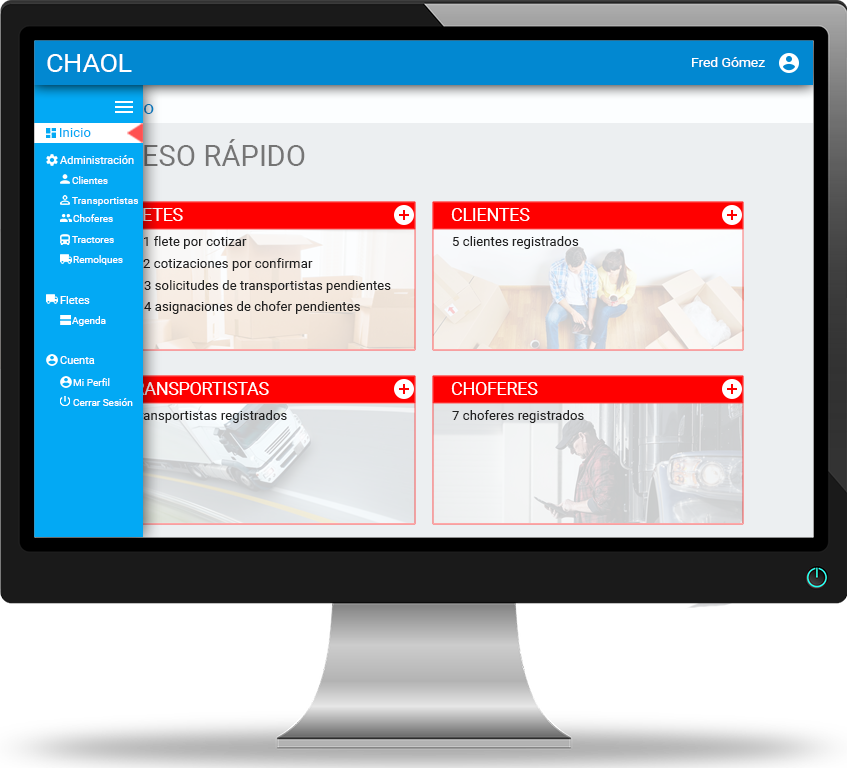 CHAOL
Fred Gómez
O
Inicio
ESO RÁPIDO
Administración
Clientes
Transportistas
Choferes
Tractores
Remolques
Fletes
Agenda
Cuenta
Mi Perfil
Cerrar Sesión
ETES
1 flete por cotizar
2 cotizaciones por confirmar
3 solicitudes de transportistas pendientes
4 asignaciones de chofer pendientes
CLIENTES
5 clientes registrados
RANSPORTISTAS
ansportistas registrados
CHOFERES
7 choferes registrados